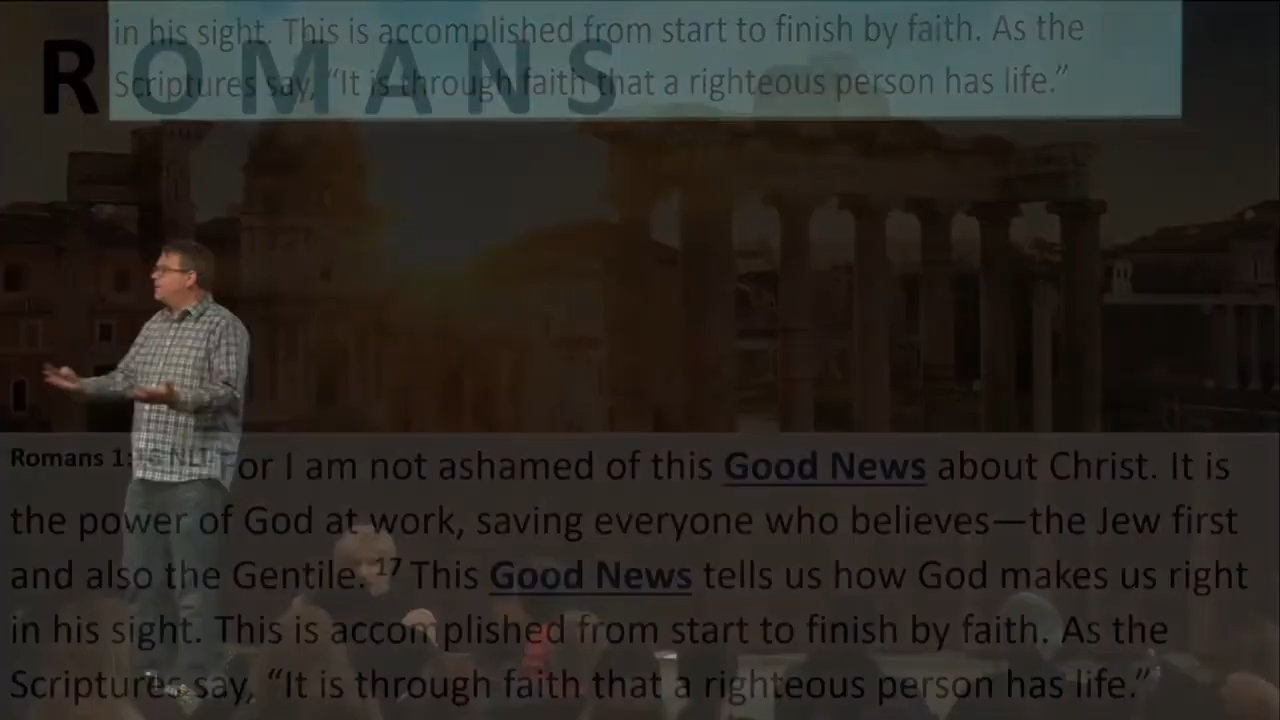 in his sight. This is accomplished from start to finish by faith. As the
ROMANS
Scriptures say, “It is through faith that a righteous person has life.”
Romans 1: NLT For I am not ashamed of this Good News about Christ. It is
the power of God at work, saving everyone who believes—the Jew first
and also the Gentile. 17 This Good News tells us how God makes us right
in his sight. This is accomplished from start to finish by faith. As the
Scriptures say, “It is through faith that a righteous person has life.”